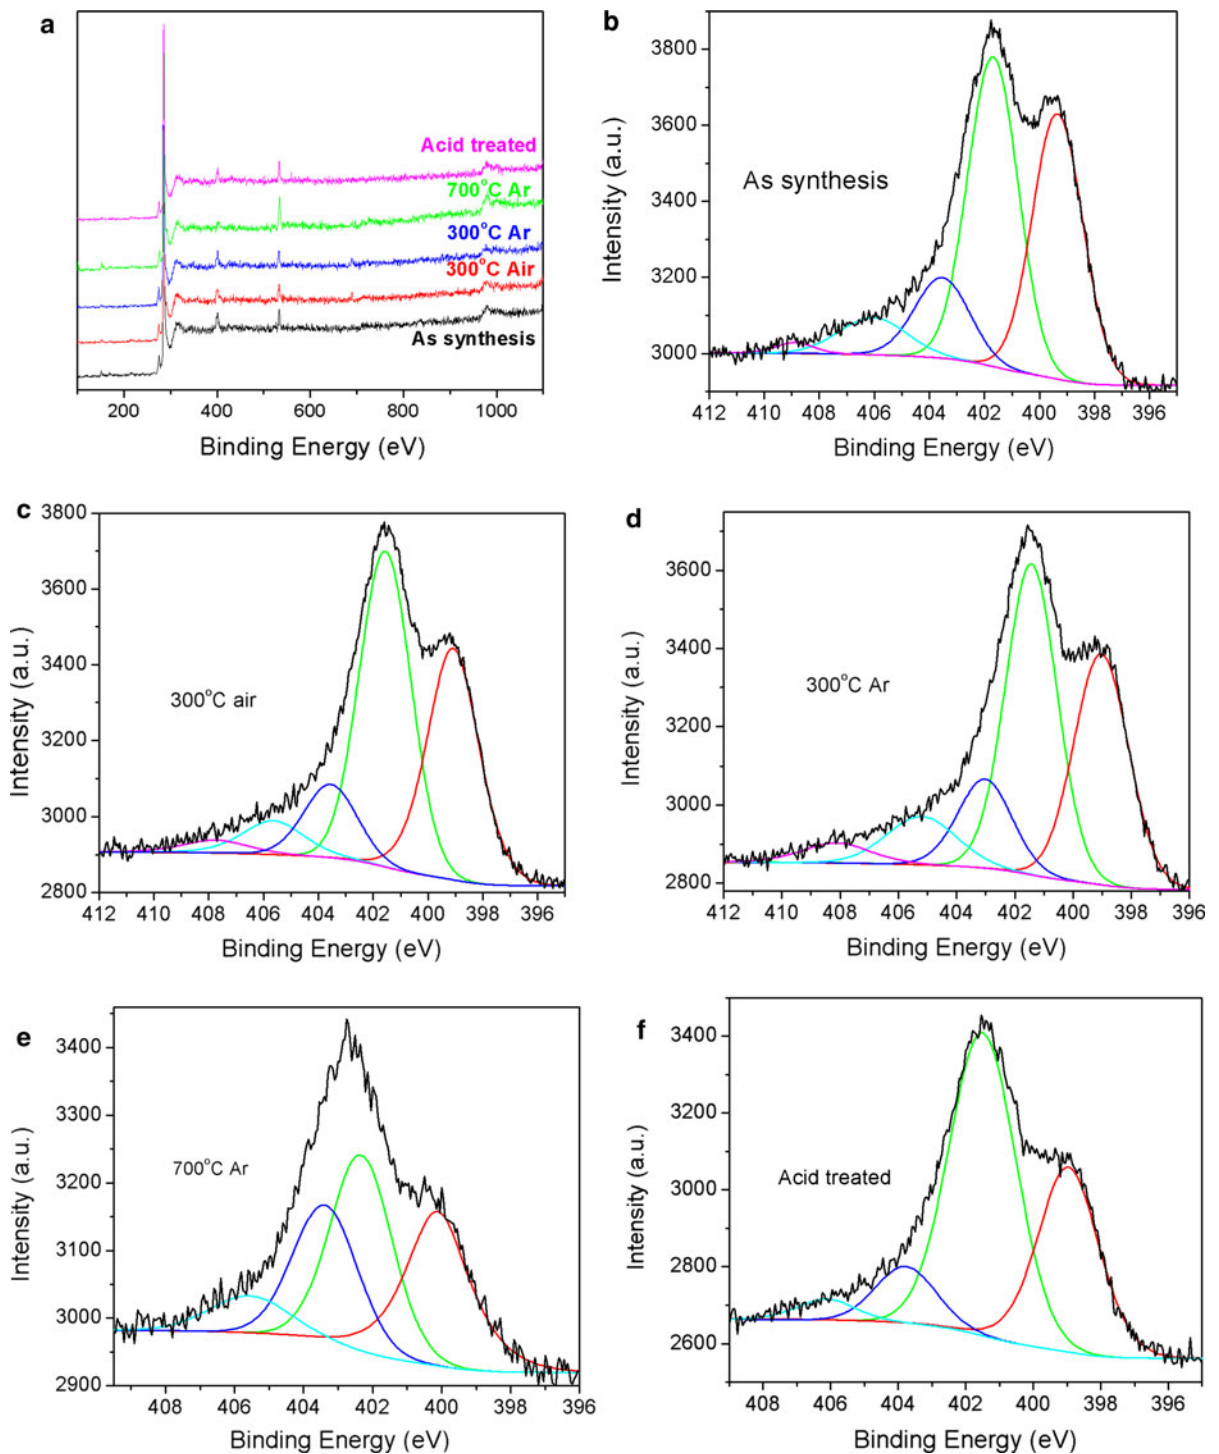 a
Acid treated
700°C Ar
300°C Ar
300°C Air
As synthesis
200 400 600 800 1000
Binding Energy (eV)
b
Intensity (a.u.)
3800
3600
3400
3200
3000
As synthesis
412 410 408 406 404 402 400 398 396
Binding Energy (eV)
c
Intensity (a.u.)
3800
3600
3400
3200
3000
2800
300°C air
412 410 408 406 404 402 400 398 396
Binding Energy (eV)
d
Intensity (a.u.)
3600
3400
3200
3000
2800
300°C Ar
412 410 408 406 404 402 400 398 396
Binding Energy (eV)
e
Intensity (a.u.)
3400
3300
3200
3100
3000
2900
700°C Ar
408 406 404 402 400 398 396
Binding Energy (eV)
f
Intensity (a.u.)
3400
3200
3000
2800
2600
Acid treated
408 406 404 402 400 398 396
Binding Energy (eV)